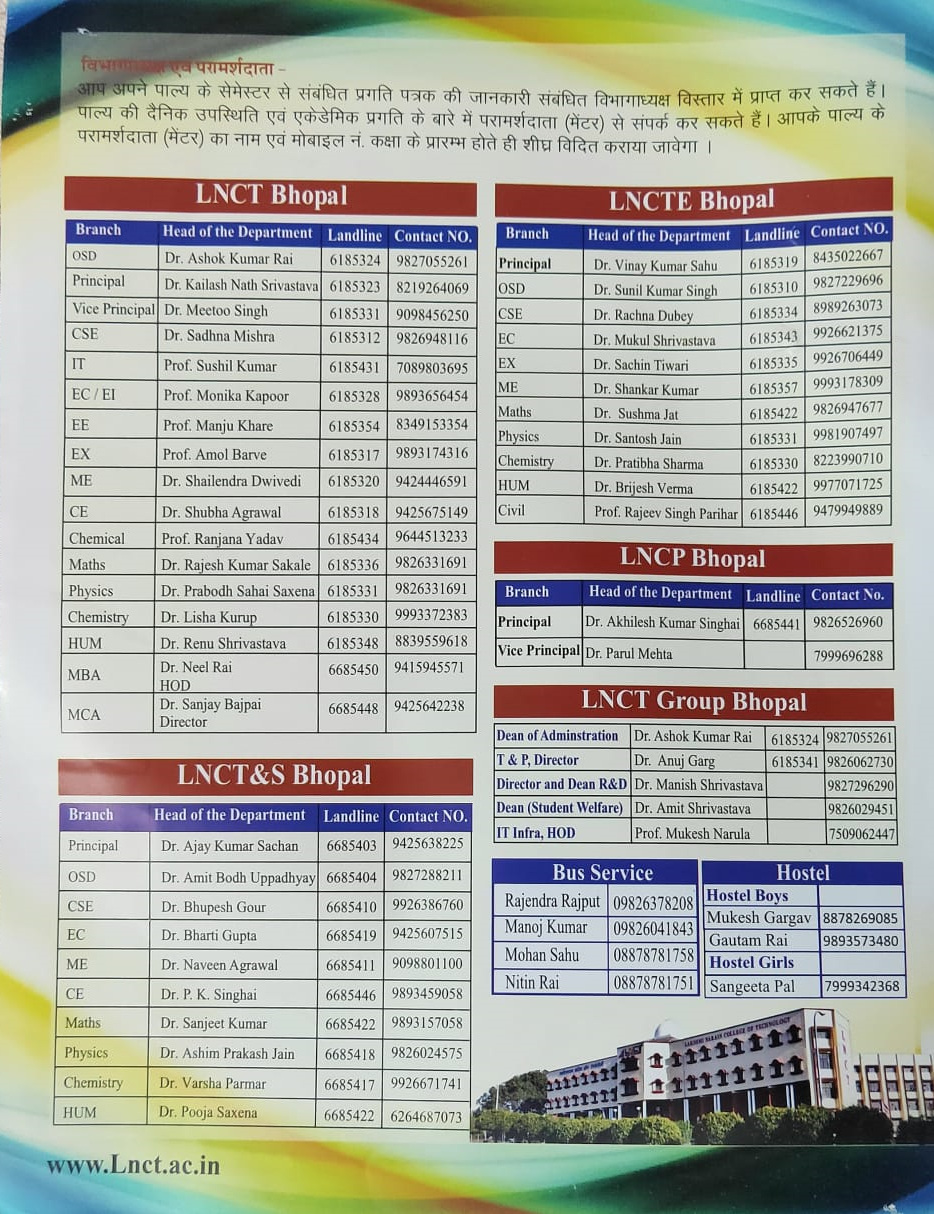 विभागाध्यक्ष एवं परामर्शदाता –
आप अपने पाल्य के सेमेस्टर से संबंधित प्रगति पत्रक की जानकारी संबंधित विभागाध्यक्ष विस्तार में प्राप्त कर सकते हैं।
पाल्य की दैनिक उपस्थिति एवं एकेडेमिक प्रगति के बारे में परामर्शदाता (मेंटर) से संपर्क कर सकते हैं। आपके पाल्य के
परामर्शदाता (मेंटर) का नाम एवं मोबाइल नं. कक्षा के प्रारम्भ होते ही शीघ्र विदित कराया जावेगा ।
LNCT Bhopal
Branch Head of the Department Landline Contact NO.
OSD Dr. Ashok Kumar Rai 6185324 9827055261
Principal Dr. Kailash Nath Srivastava 6185323 8219264069
Vice Principal Dr. Meetoo Singh 6185331 9098456250
CSE Dr. Sadhna Mishra 6185312 9826948116
IT Prof. Sushil Kumar 6185431 7089803695
EC / EI Prof. Monika Kapoor 6185328 9893656454
EE Prof. Manju Khare 6185354 8349153354
EX Prof. Amol Barve 6185317 9893174316
ME Dr. Shailendra Dwivedi 6185320 9424446591
CE Dr. Shubha Agrawal 6185318 9425675149
Chemical Prof. Ranjana Yadav 6185434 9644513233
Maths Dr. Rajesh Kumar Sakale 6185336 9826331691
Physics Dr. Prabodh Sahai Saxena 6185331 9826331691
Chemistry Dr. Lisha Kurup 6185330 9993372383
HUM Dr. Renu Shrivastava 6185348 8839559618
MBA Dr. Neel Rai 6685450 9415945571
HOD
MCA Dr. Sanjay Bajpai 6685448 9425642238
Director
LNCT&S Bhopal
Branch Head of the Department Landline Contact NO.
Principal Dr. Ajay Kumar Sachan 6685403 9425638225
OSD Dr. Amit Bodh Uppadhyay 6685404 9827288211
CSE Dr. Bhupesh Gour 6685410 9926386760
EC Dr. Bharti Gupta 6685419 9425607515
ME Dr. Naveen Agrawal 6685411 9098801100
CE Dr. P. K. Singhai 6685446 9893459058
Maths Dr. Sanjeet Kumar 6685422 9893157058
Physics Dr. Ashim Prakash Jain 6685418 9826024575
Chemistry Dr. Varsha Parmar 6685417 9926671741
HUM Dr. Pooja Saxena 6685422 6264687073
LNCTE Bhopal
Branch Head of the Department Landline Contact NO.
Principal Dr. Vinay Kumar Sahu 6185319 8435022667
OSD Dr. Sunil Kumar Singh 6185310 9827229696
CSE Dr. Rachna Dubey 6185334 8989263073
EC Dr. Mukul Shrivastava 6185343 9926621375
EX Dr. Sachin Tiwari 6185335 9926706449
ME Dr. Shankar Kumar 6185357 9993178309
Maths Dr. Sushma Jat 6185422 9826947677
Physics Dr. Santosh Jain 6185331 9981907497
Chemistry Dr. Pratibha Sharma 6185330 8223990710
HUM Dr. Brijesh Verma 6185422 9977071725
Civil Prof. Rajeev Singh Parihar 6185446 9479949889
LNCP Bhopal
Branch Head of the Department Landline Contact No.
Principal Dr. Akhilesh Kumar Singhai 6685441 9826526960
Vice Principal Dr. Parul Mehta 7999696288
LNCT Group Bhopal
Dean of Adminstration Dr. Ashok Kumar Rai 6185324 9827055261
T & P, Director Dr. Anuj Garg 6185341 9826062730
Director and Dean R&D Dr. Manish Shrivastava 9827296290
Dean (Student Welfare) Dr. Amit Shrivastava 9826029451
IT Infra, HOD Prof. Mukesh Narula 7509062447
Bus Service
Rajendra Rajput 09826378208
Manoj Kumar 09826041843
Mohan Sahu 08878781758
Nitin Rai 08878781751
Hostel
Hostel Boys
Mukesh Gargav 8878269085
Gautam Rai 9893573480
Hostel Girls
Sangeeta Pal 7999342368
LAKSHMI NARAIN COLLEGE OF TECHNOLOGY
www.Lnct.ac.in